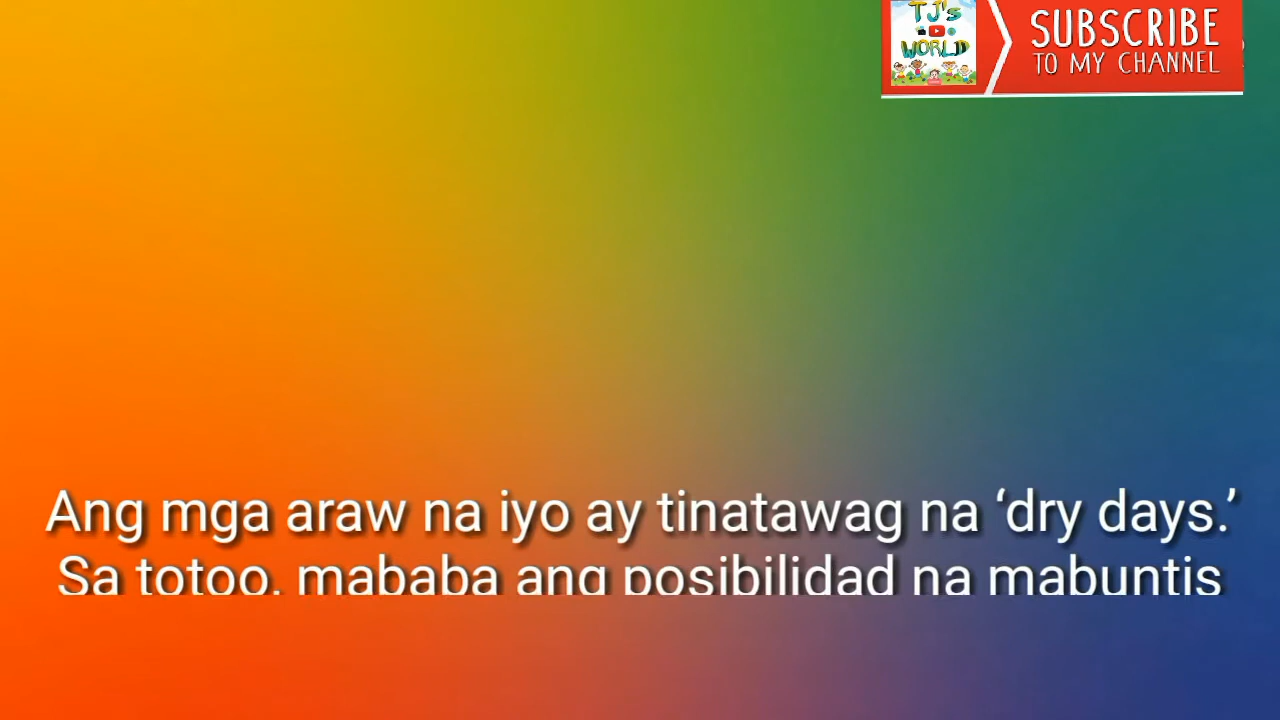 TJ's
WORLD
SUBSCRIBE
TO MY CHANNEL
Ang mga araw na iyo ay tinatawag na ‘dry days.’
Sa totoo, mababa ang posibilidad na mabuntis